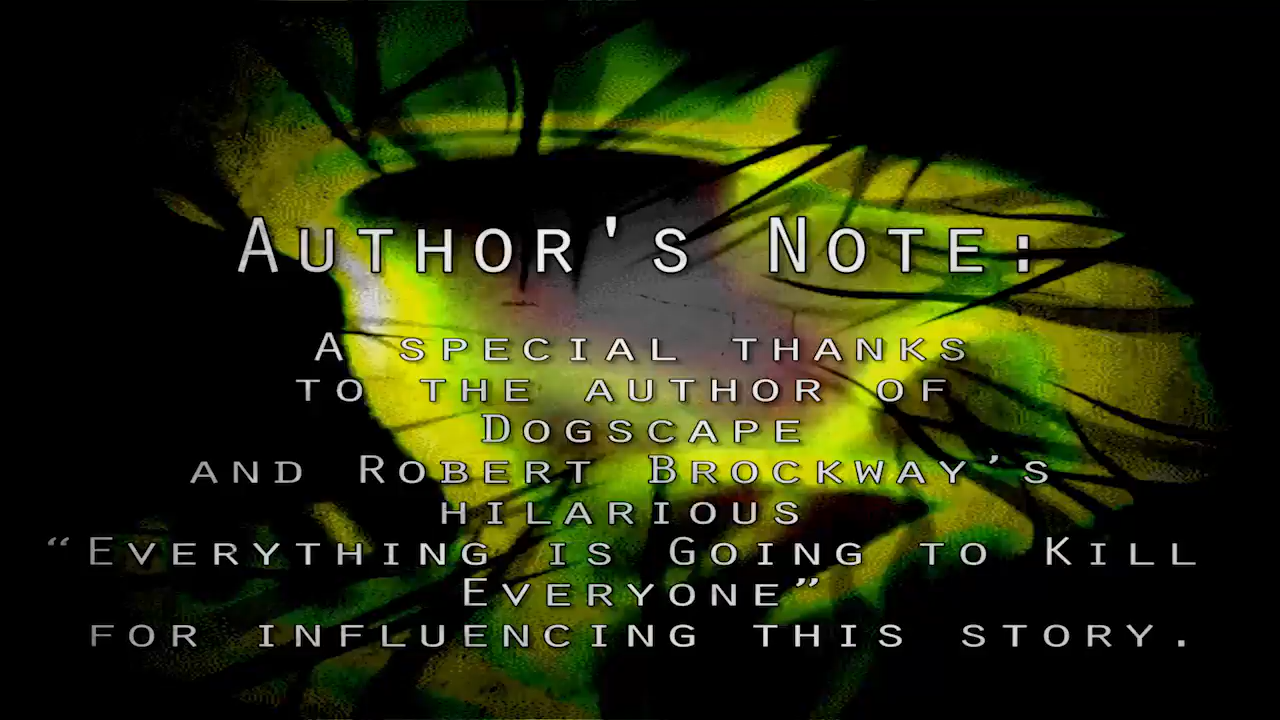 Author's Note:
A special thanks
to the author of
Dogscape
and Robert Brockway’s
hilarious
“Everything is Going to Kill
Everyone”
for influencing this story.